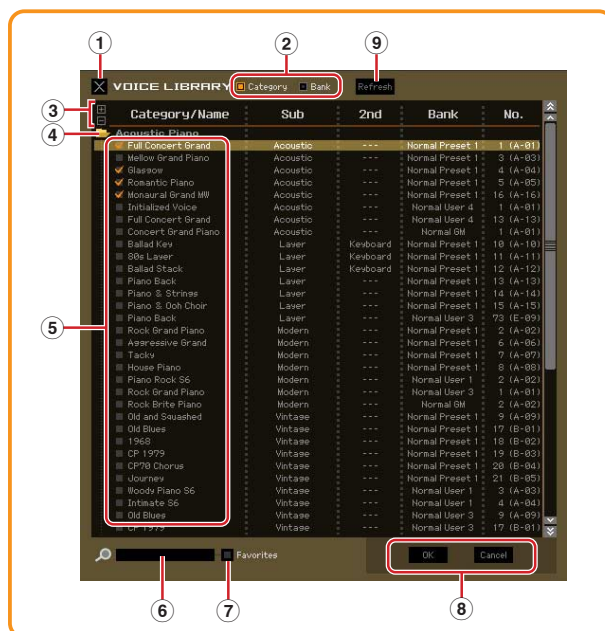 1 2 9
VOICE LIBRARY Category Bank Refresh
3
Category/Name Sub 2nd Bank No.
4 Acoustic Piano
Full Concert Grand Acoustic --- Normal Preset 1 1 (A-01)
Mellow Grand Piano Acoustic --- Normal Preset 1 3 (A-03)
Glasgow Acoustic --- Normal Preset 1 4 (A-04)
Romantic Piano Acoustic --- Normal Preset 1 5 (A-05)
Monaural Grand MW Acoustic --- Normal Preset 1 16 (A-16)
Initialized Voice Acoustic --- Normal User 4 1 (A-01)
Full Concert Grand Acoustic --- Normal User 4 13 (A-13)
Concert Grand Piano Acoustic --- Normal GM 1 (A-01)
Ballad Key Layer Keyboard Normal Preset 1 10 (A-10)
80s Layer Layer Keyboard Normal Preset 1 11 (A-11)
Ballad Stack Layer Keyboard Normal Preset 1 12 (A-12)
Piano Back Layer --- Normal Preset 1 13 (A-13)
Piano & Strings Layer --- Normal Preset 1 14 (A-14)
Piano & Ooh Choir Layer --- Normal Preset 1 15 (A-15)
Piano Back Layer --- Normal User 3 73 (E-09)
5
Rock Grand Piano Modern --- Normal Preset 1 2 (A-02)
Aggressive Grand Modern --- Normal Preset 1 6 (A-06)
Tacky Modern --- Normal Preset 1 7 (A-07)
House Piano Modern --- Normal Preset 1 8 (A-08)
Piano Rock S6 Modern --- Normal User 1 2 (A-02)
Rock Grand Piano Modern --- Normal User 3 1 (A-01)
Rock Brite Piano Modern --- Normal GM 2 (A-02)
Old and Squashed Vintage --- Normal Preset 1 9 (A-09)
Old Blues Vintage --- Normal Preset 1 17 (B-01)
1968 Vintage --- Normal Preset 1 18 (B-02)
CP 1979 Vintage --- Normal Preset 1 19 (B-03)
CP70 Chorus Vintage --- Normal Preset 1 20 (B-04)
Journey Vintage --- Normal Preset 1 21 (B-05)
Woody Piano S6 Vintage --- Normal User 1 3 (A-03)
Intimate S6 Vintage --- Normal User 1 4 (A-04)
Old Blues Vintage --- Normal User 3 9 (A-09)
CP 1979 Vintage --- Normal User 3 17 (B-01)
Favorites OK Cancel
6 7 8